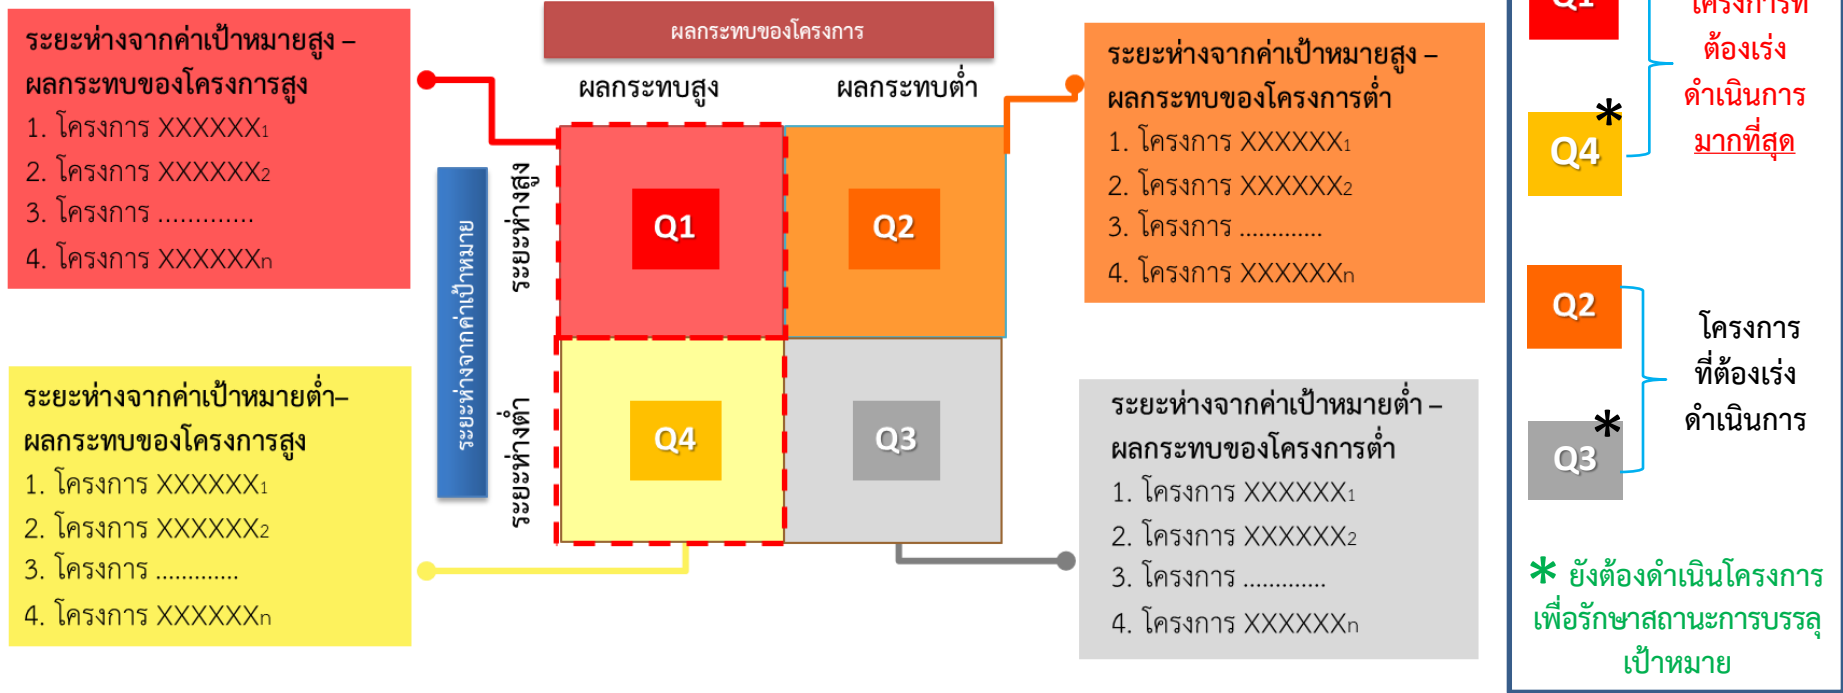 ระยะห่างจากค่าเป้าหมายสูง –
ผลกระทบของโครงการสูง
1. โครงการ XXXXXX1
2. โครงการ XXXXXX2
3. โครงการ .............
4. โครงการ XXXXXXn
ระยะห่างจากค่าเป้าหมายต่ำ–
ผลกระทบของโครงการสูง
1. โครงการ XXXXXX1
2. โครงการ XXXXXX2
3. โครงการ .............
4. โครงการ XXXXXXn
ผลกระทบของโครงการ
ผลกระทบสูง
ผลกระทบต่ำ
ระยะห่างจากค่าเป้าหมาย
ระยะห่างสูง
ระยะห่างต่ำ
Q1
Q2
Q4
Q3
ระยะห่างจากค่าเป้าหมายสูง –
ผลกระทบของโครงการต่ำ
1. โครงการ XXXXXX1
2. โครงการ XXXXXX2
3. โครงการ .............
4. โครงการ XXXXXXn
ระยะห่างจากค่าเป้าหมายต่ำ –
ผลกระทบของโครงการต่ำ
1. โครงการ XXXXXX1
2. โครงการ XXXXXX2
3. โครงการ .............
4. โครงการ XXXXXXn
Q1
Q4*
โครงการที่
ต้องเร่ง
ดำเนินการ
มากที่สุด
Q2
Q3*
โครงการ
ที่ต้องเร่ง
ดำเนินการ
* ยังต้องดำเนินโครงการ
เพื่อรักษาสถานะการบรรลุ
เป้าหมาย